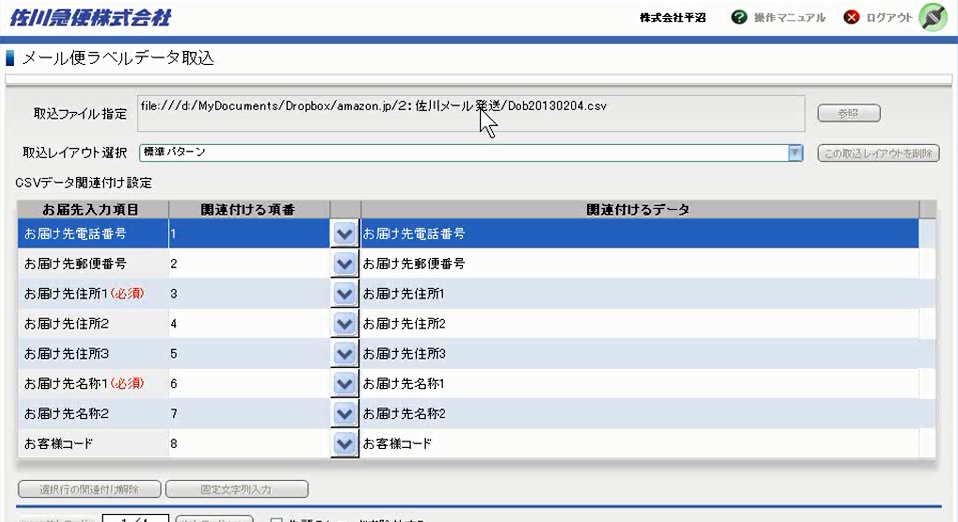 佐川急便株式会社
株式会社平沼 操作マニュアル ログアウト
メール便ラベルデータ取込
取込ファイル指定 file:///d:/MyDocuments/Dropbox/amazon.jp/2：佐川メール発送/Dob20130204.csv 参照
取込レイアウト選択 標準パターン この取込レイアウトを削除
CSVデータ関連付け設定
お届先入力項目 関連付ける項番 関連付けるデータ
お届け先電話番号 1 お届け先電話番号
お届け先郵便番号 2 お届け先郵便番号
お届け先住所1(必須) 3 お届け先住所1
お届け先住所2 4 お届け先住所2
お届け先住所3 5 お届け先住所3
お届け先名称1(必須) 6 お届け先名称1
お届け先名称2 7 お届け先名称2
お客様コード 8 お客様コード
選択行の関連付け解除 固定文字列入力